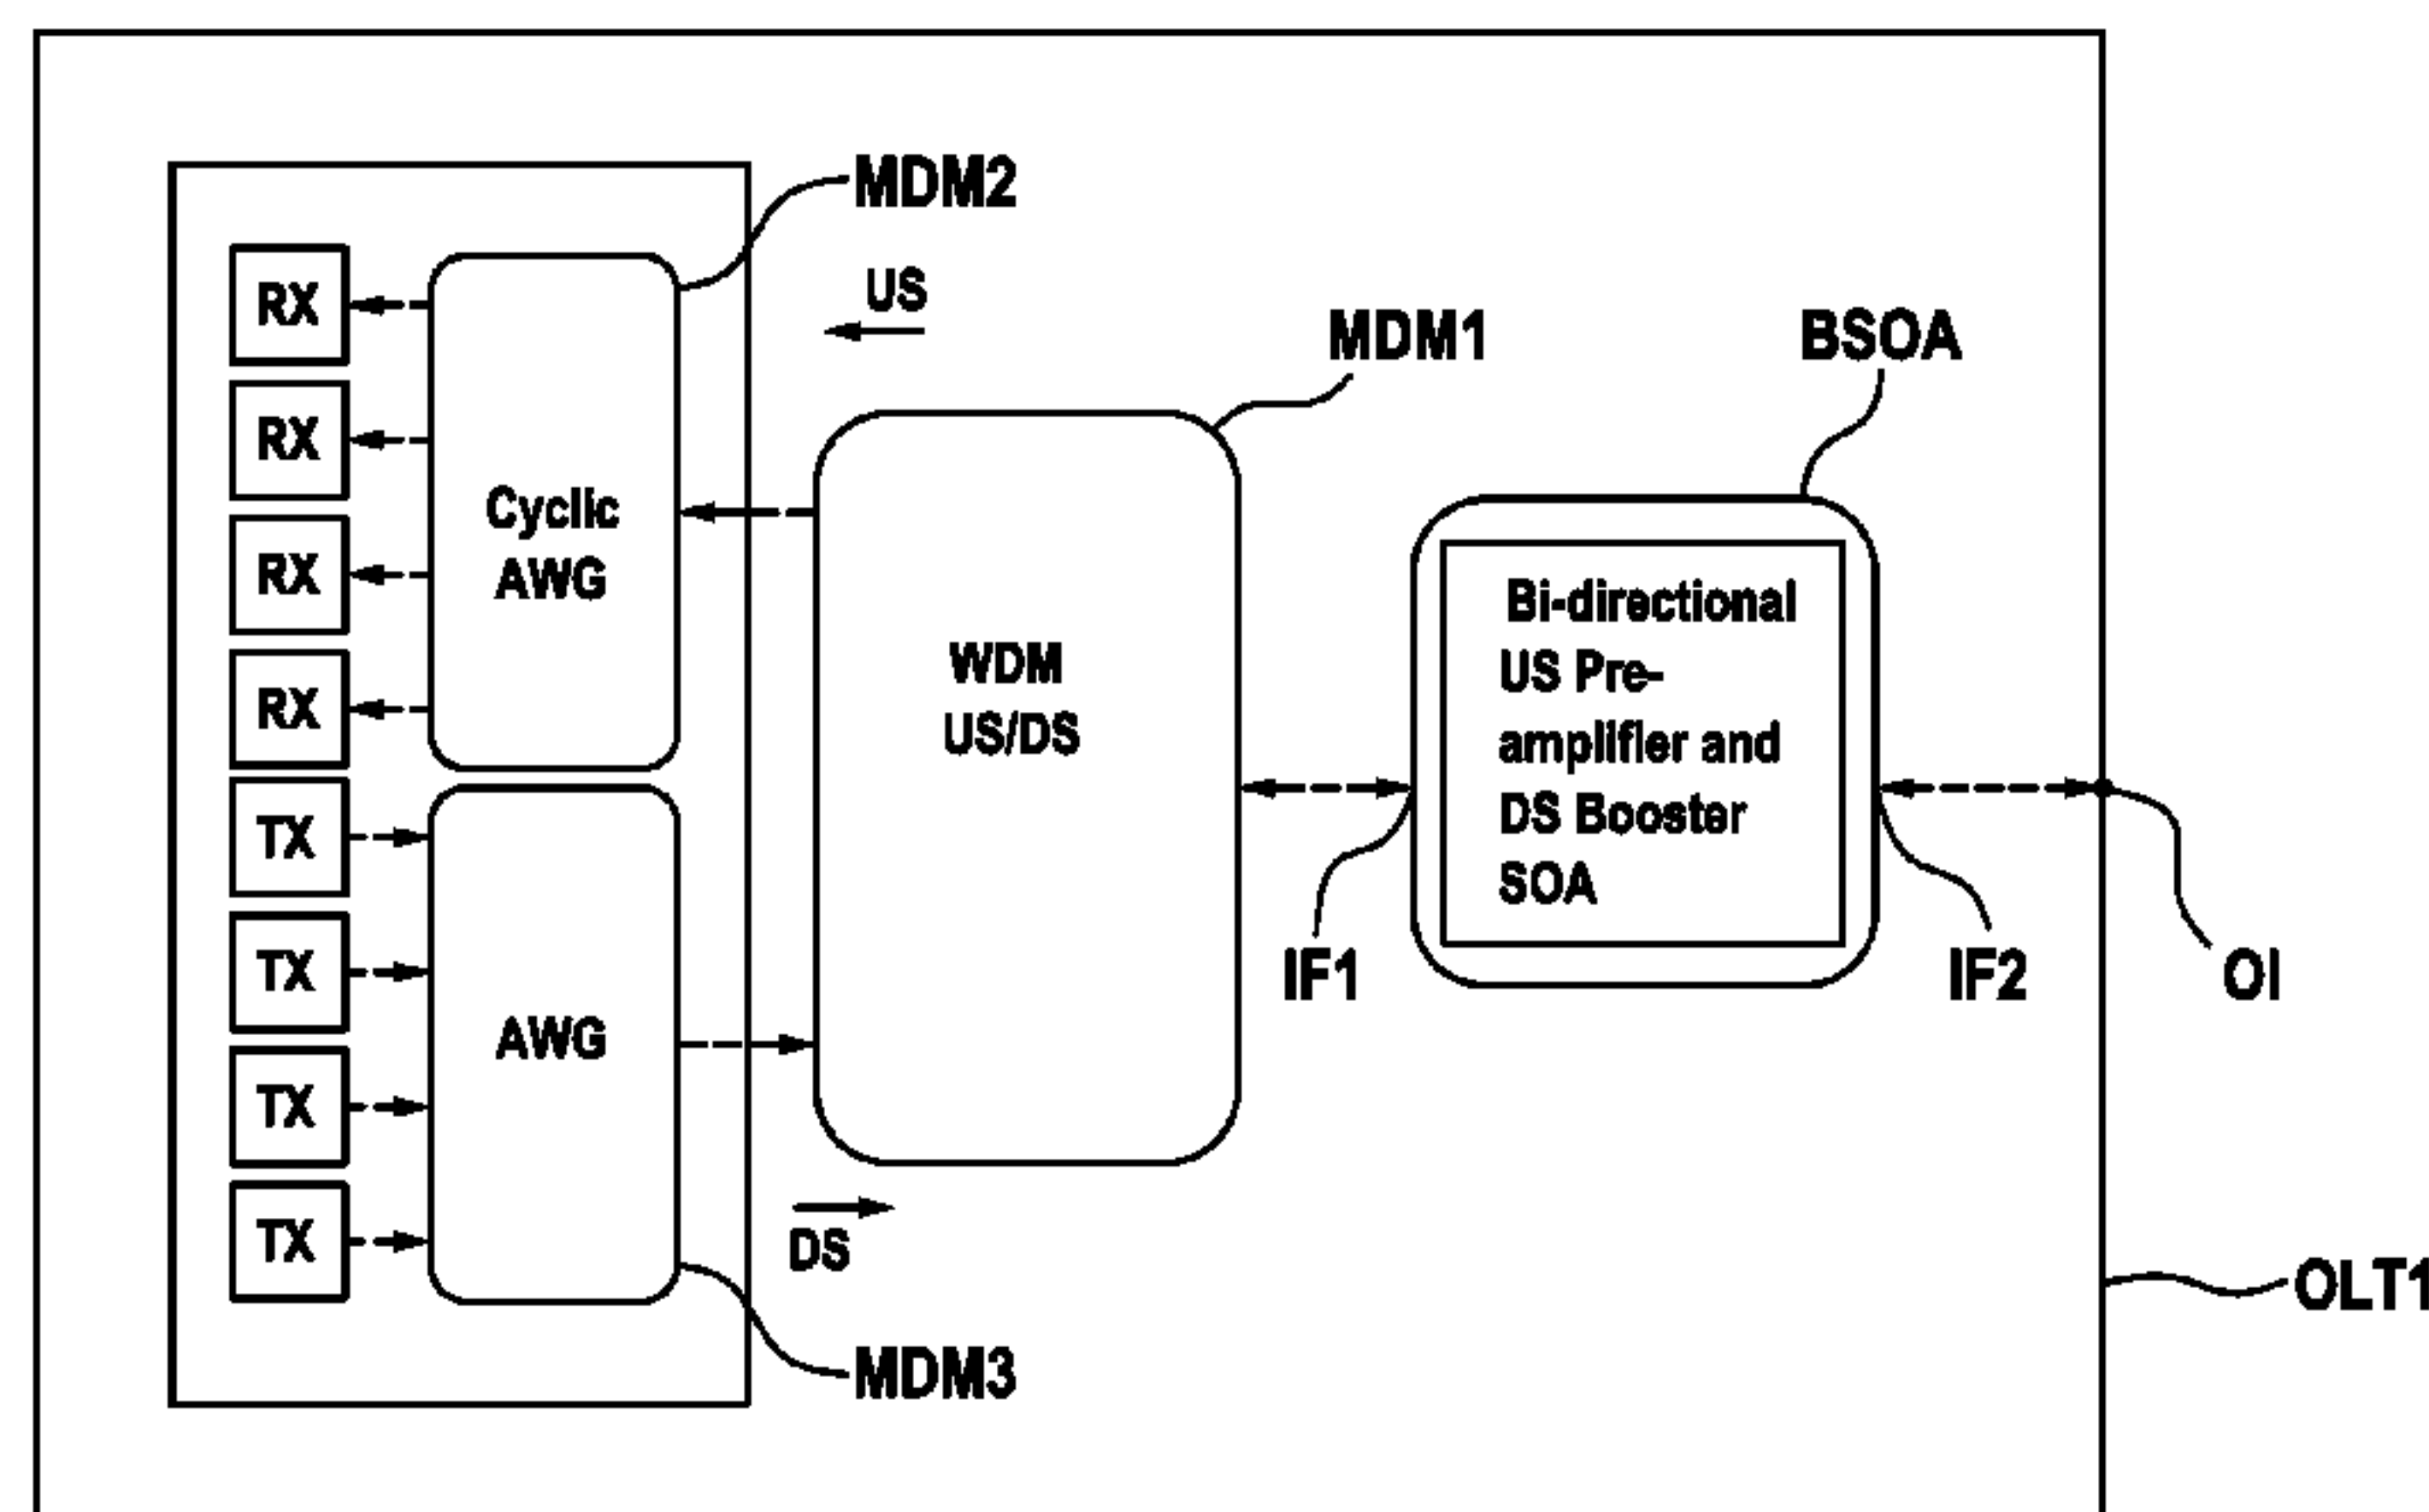 MDM2
US
MDM1
BSOA
RX
RX
RX
RX
Cyclic
AWG
WDM
US/DS
Bi-directional
US Pre-
amplifier and
DS Booster
SOA
TX
TX
TX
TX
AWG
IF1
IF2
OI
DS
OLT1
MDM3